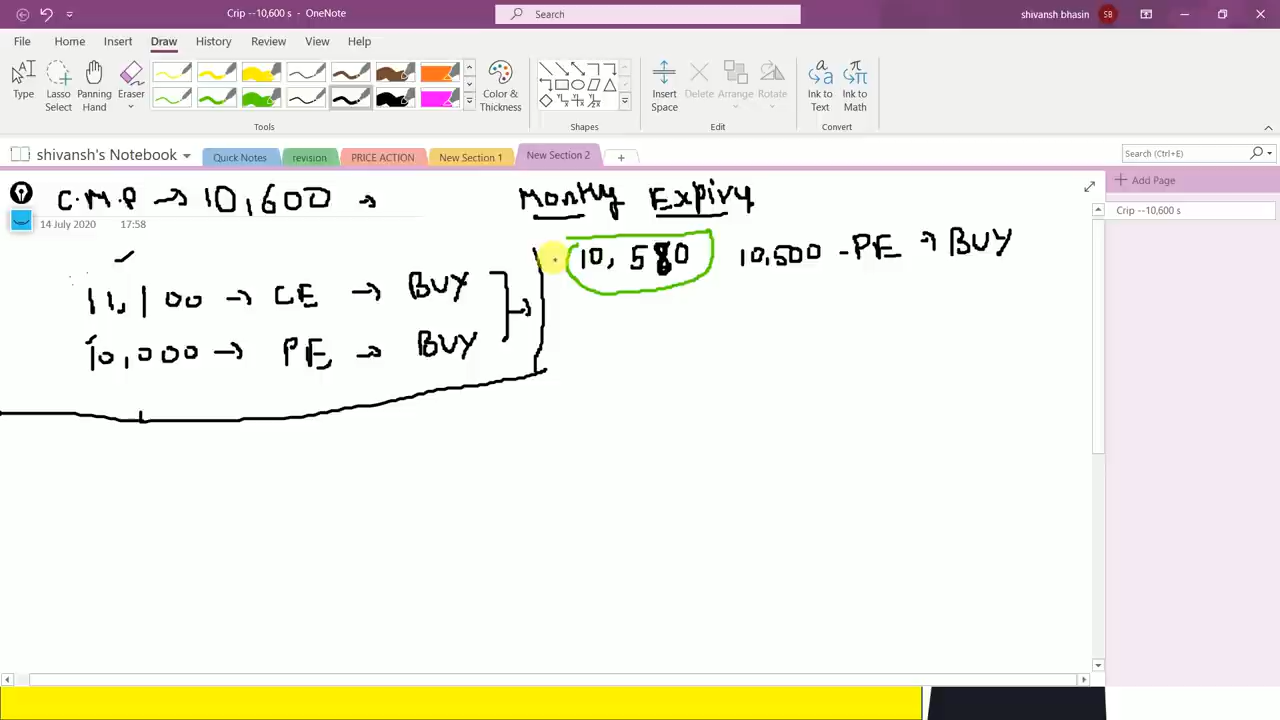 Crip --10,600 s - OneNote
Search
shivansh bhasin
SB
File Home Insert Draw History Review View Help
Type
Lasso Select
Panning Hand
Eraser
Color & Thickness
Insert Space
Delete
Arrange
Rotate
Ink to Text
Ink to Math
Tools
Shapes
Edit
Convert
shivansh's Notebook
Quick Notes
revision
PRICE ACTION
New Section 1
New Section 2
Search (Ctrl+E)
Add Page
Crip --10,600 s
C.M.P → 10,600 →
Monthly Expiry
14 July 2020 17:58
10,580 10,500 - PE → BUY
11,100 → CE → BUY
10,000 → PE → BUY